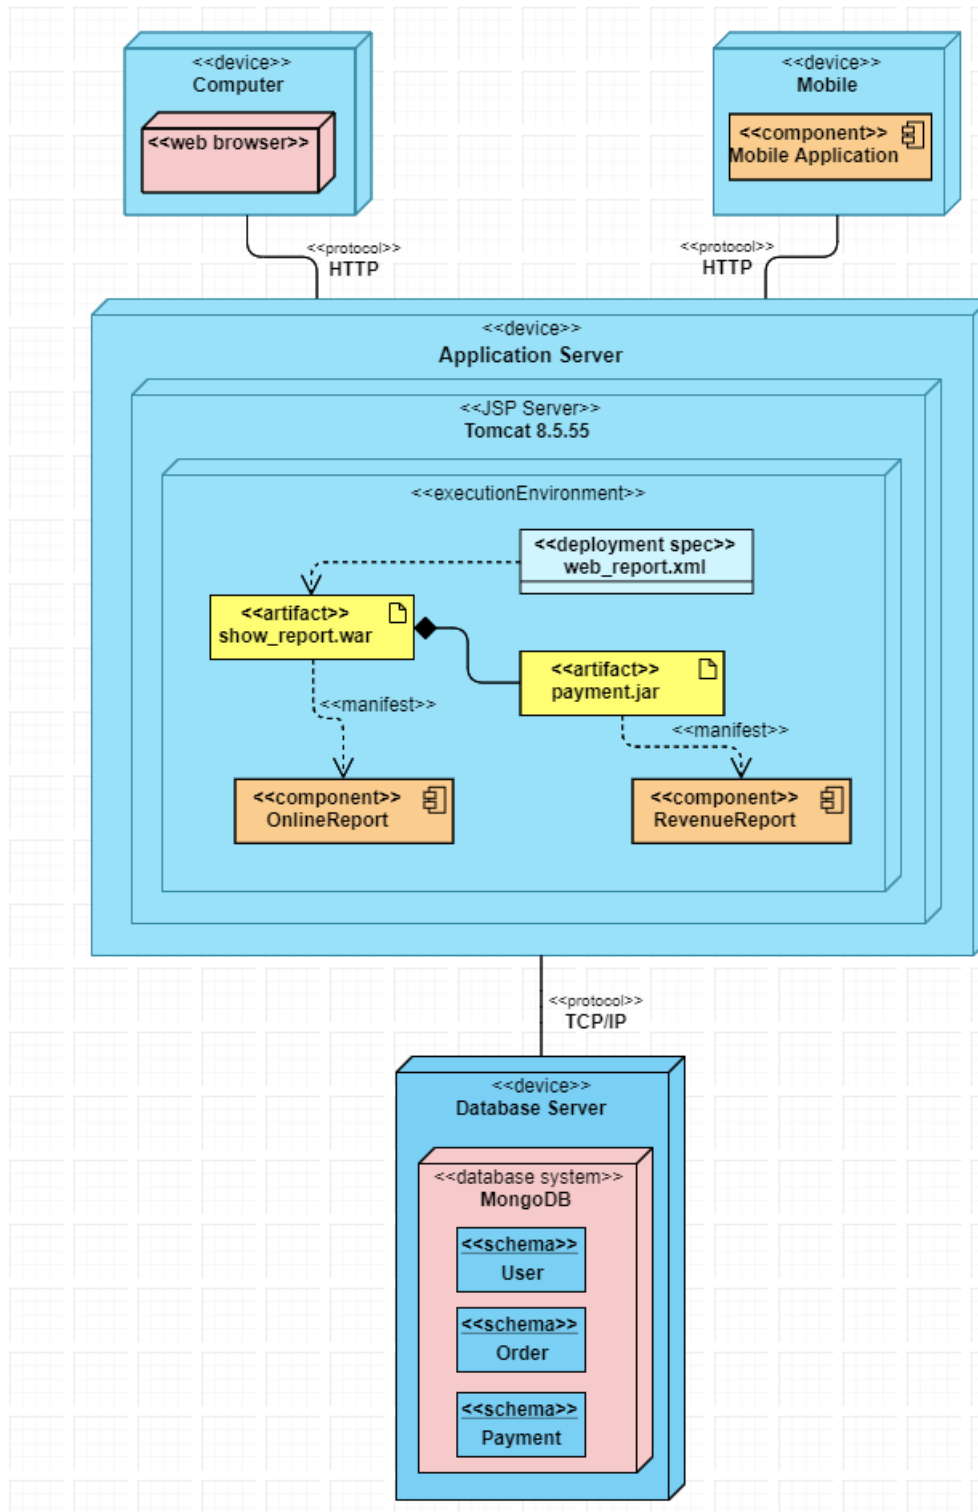 <<device>>
Computer
<<web browser>>
<<device>>
Mobile
<<component>>
Mobile Application
<<protocol>>
HTTP
<<protocol>>
HTTP
<<device>>
Application Server
<<JSP Server>>
Tomcat 8.5.55
<<executionEnvironment>>
<<deployment spec>>
web_report.xml
<<artifact>>
show_report.war
<<artifact>>
payment.jar
<<manifest>>
<<manifest>>
<<component>>
OnlineReport
<<component>>
RevenueReport
<<protocol>>
TCP/IP
<<device>>
Database Server
<<database system>>
MongoDB
<<schema>>
User
<<schema>>
Order
<<schema>>
Payment